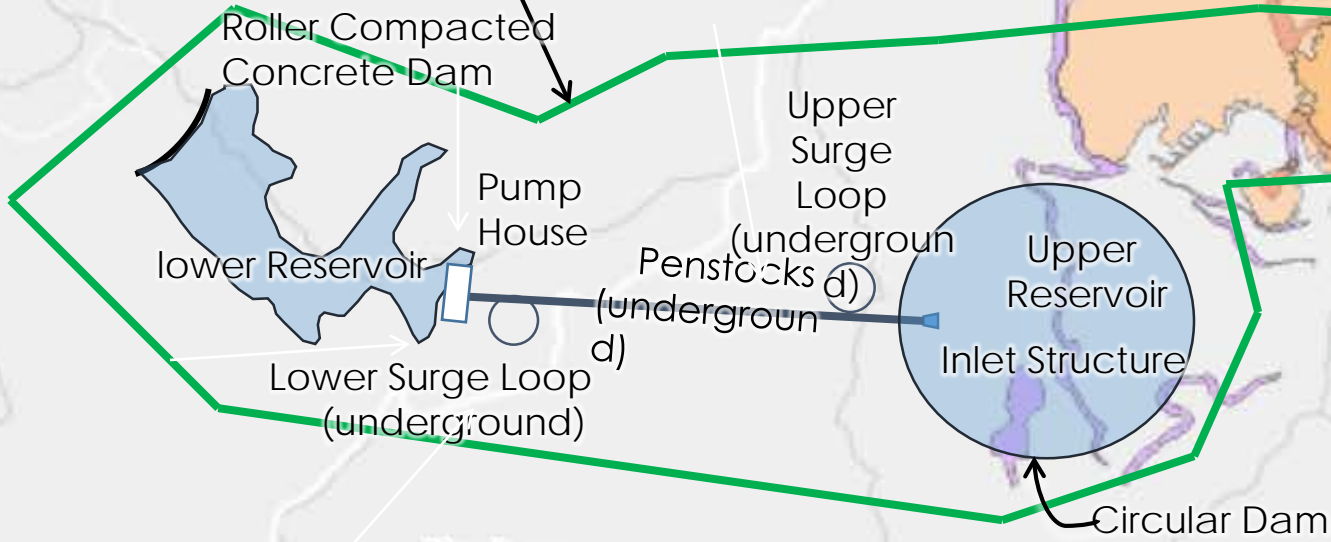 Roller Compacted
Concrete Dam
Upper
Surge
Loop
(undergroun
d)
Pump
House
lower Reservoir
Penstocks
(undergroun
d)
Upper
Reservoir
Inlet Structure
Lower Surge Loop
(underground)
Circular Dam